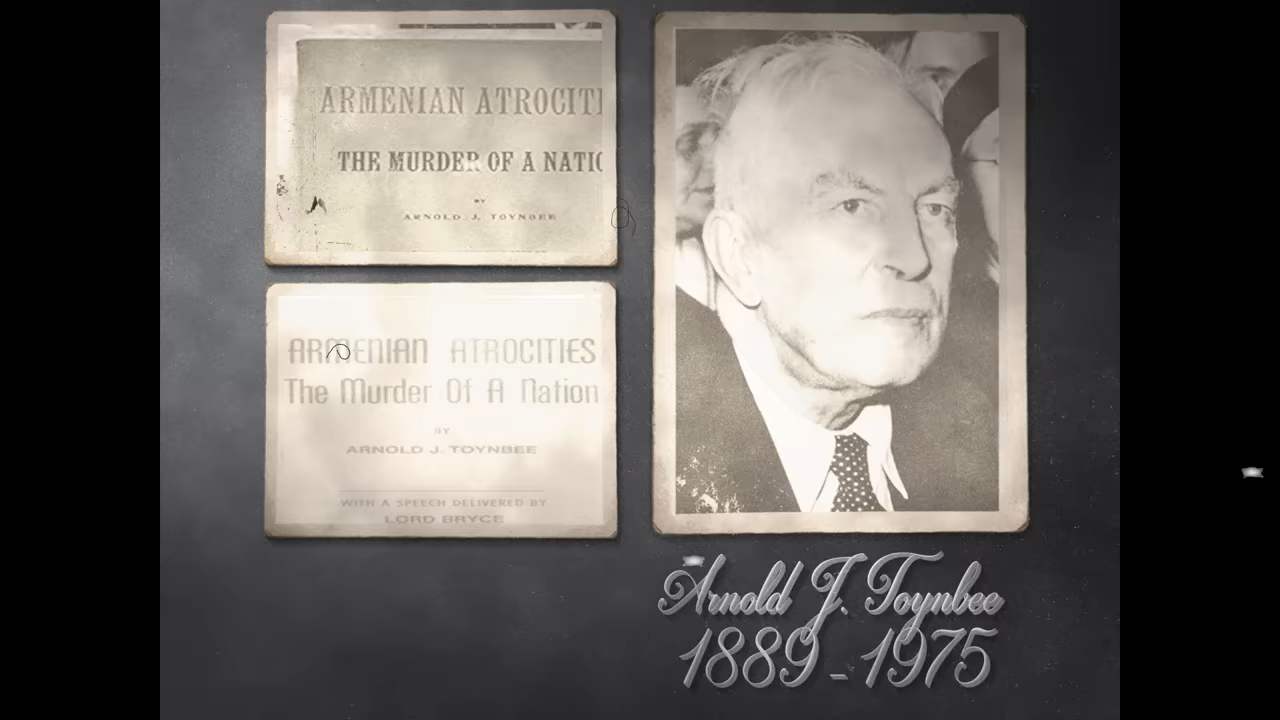 ARMENIAN ATROCITI
THE MURDER OF A NATIO
BY
ARNOLD. J. TOYNBEE
ARMENIAN ATROCITIES
The Murder Of A Nation
BY
ARNOLD J. TOYNBEE
WITH A SPEECH DELIVERED BY
LORD BRYCE
Arnold J. Toynbee
1889 - 1975